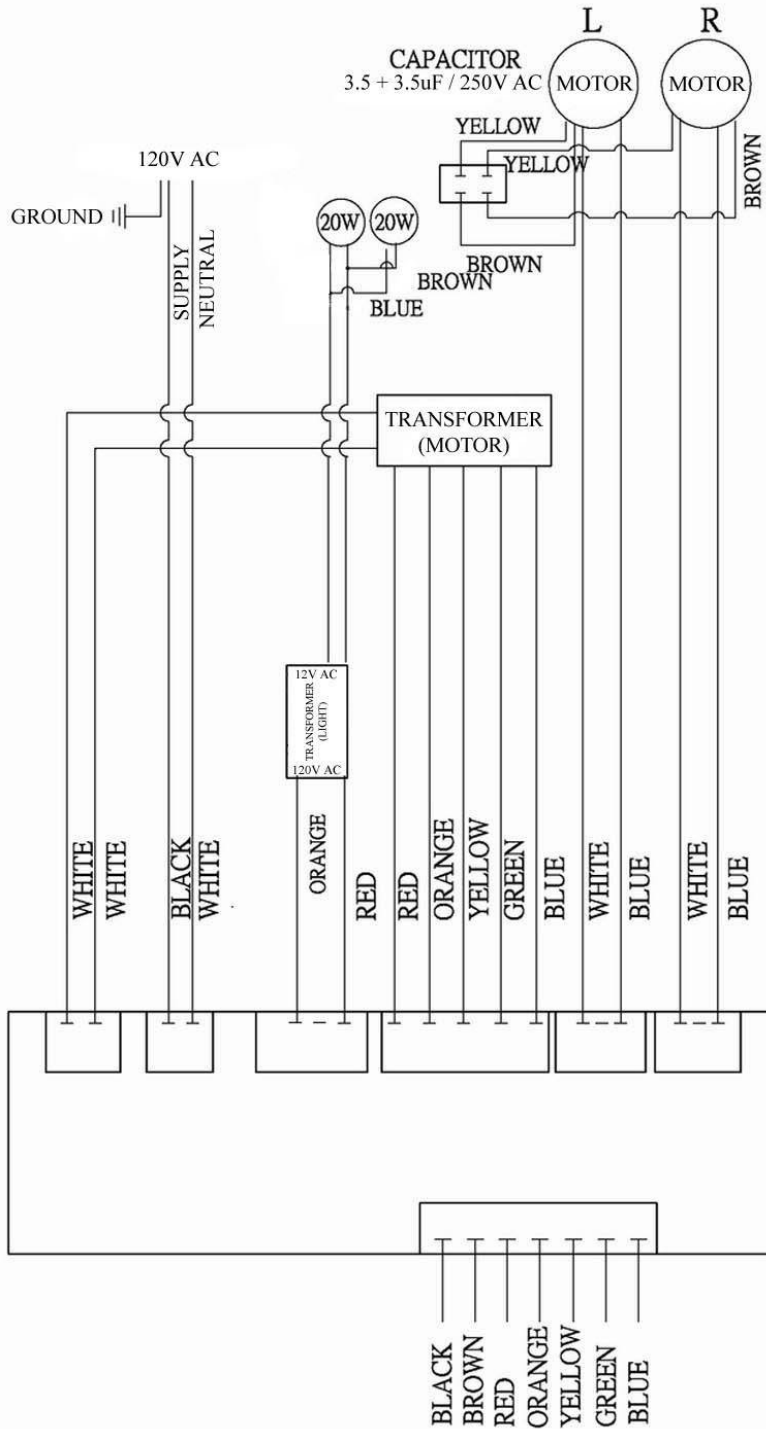 L
R
CAPACITOR
3.5 + 3.5uF / 250V AC
MOTOR
MOTOR
YELLOW
YELLOW
BROWN
BROWN
120V AC
GROUND
SUPPLY
NEUTRAL
20W
20W
BROWN
BLUE
TRANSFORMER
(MOTOR)
12V AC
TRANSFORMER
(LIGHT)
120V AC
WHITE
WHITE
BLACK
WHITE
ORANGE
RED
RED
ORANGE
YELLOW
GREEN
BLUE
WHITE
BLUE
WHITE
BLUE
BLACK
BROWN
RED
ORANGE
YELLOW
GREEN
BLUE